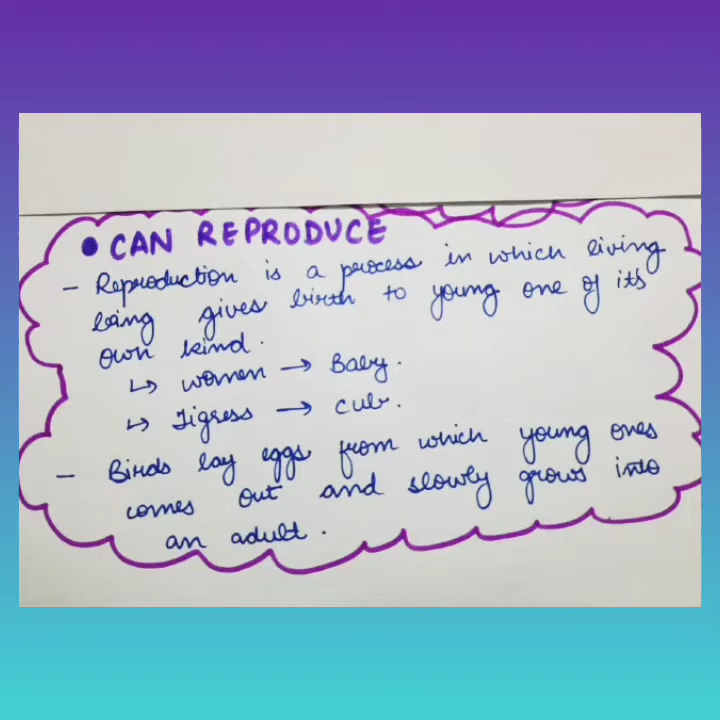 • CAN REPRODUCE
- Reproduction is a process in which living
being gives birth to young one of it's
own kind.
↳ women → Baby.
↳ Tigress → cub.
- Birds lay eggs from which young ones
comes out and slowly grows into
an adult.